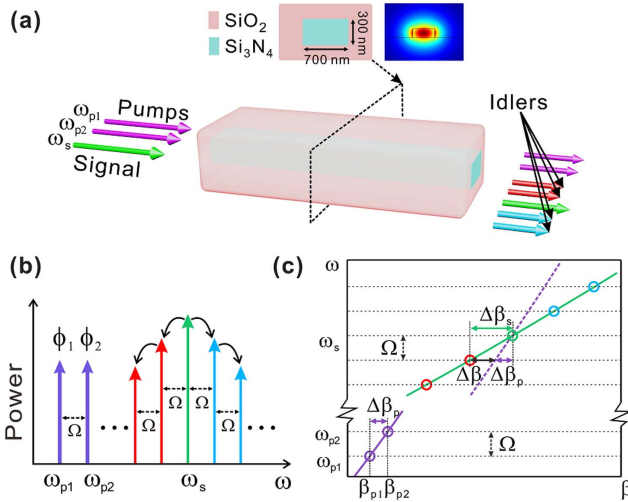 (a)
SiO₂
Si₃N₄
300 nm
700 nm
ωp1
ωp2
ωs
Pumps
Signal
Idlers
(b)
Power
ϕ₁ ϕ₂
Ω Ω Ω Ω Ω
ωp1 ωp2 ωs ω
(c)
ω
Δβs
ωs
Ω
Δβ Δβp
Δβp
ωp2
Ω
ωp1
βp1 βp2 β